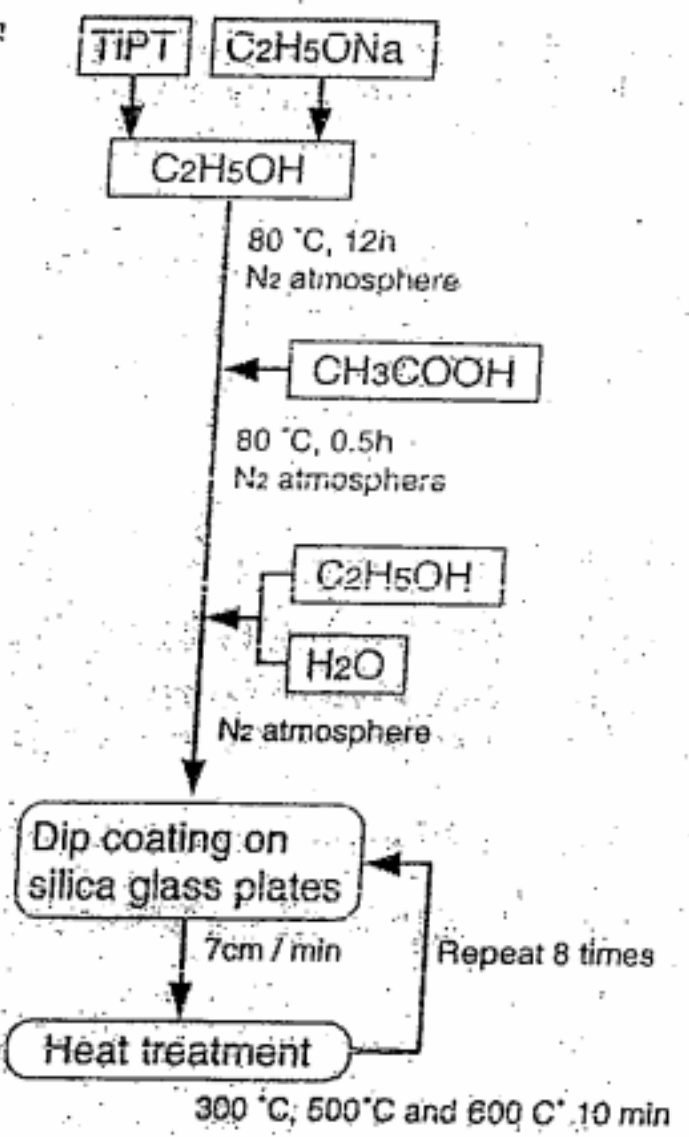 TIPT
C2H5ONa
C2H5OH
80 °C, 12h
N2 atmosphere
CH3COOH
80 °C, 0.5h
N2 atmosphere
C2H5OH
H2O
N2 atmosphere
Dip coating on
silica glass plates
7cm / min
Repeat 8 times
Heat treatment
300 °C, 500°C and 600 C° 10 min